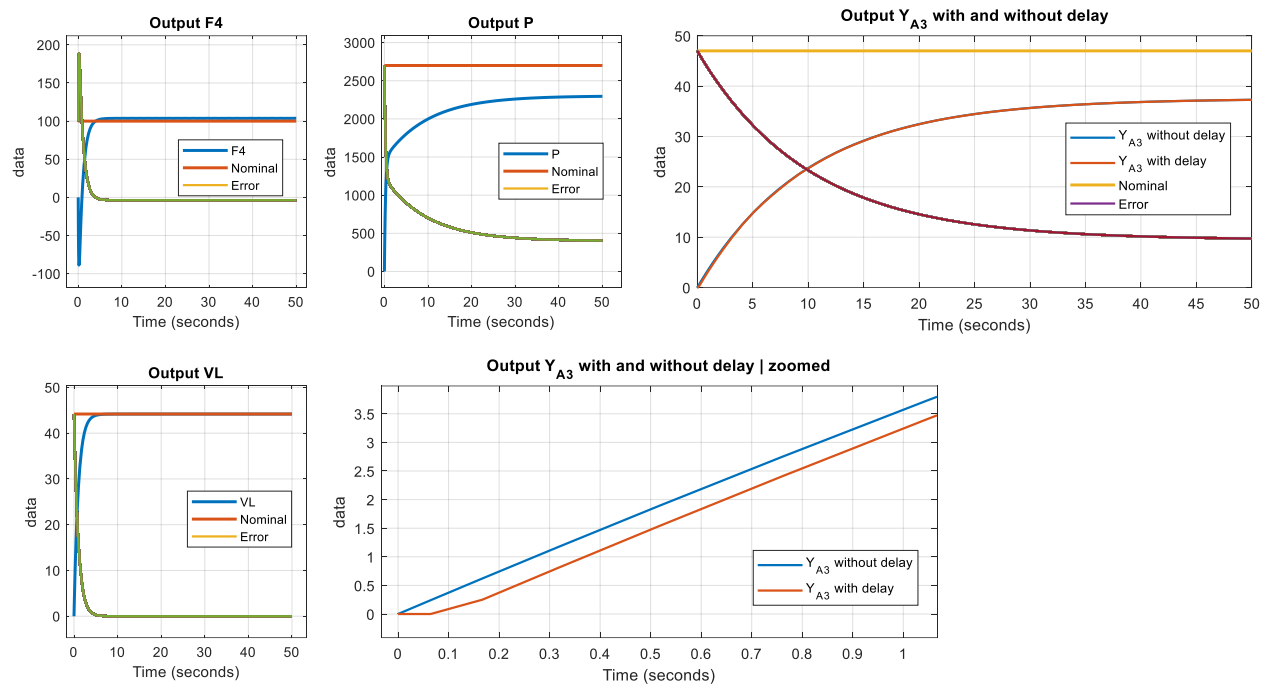 Output F4
200
150
100
50
0
-50
-100
data
0 10 20 30 40 50
Time (seconds)
F4
Nominal
Error
Output P
3000
2500
2000
1500
1000
500
0
data
0 10 20 30 40 50
Time (seconds)
P
Nominal
Error
Output YA3 with and without delay
50
40
30
20
10
0
data
0 5 10 15 20 25 30 35 40 45 50
Time (seconds)
YA3 without delay
YA3 with delay
Nominal
Error
Output VL
50
40
30
20
10
0
data
0 10 20 30 40 50
Time (seconds)
VL
Nominal
Error
Output YA3 with and without delay | zoomed
3.5
3
2.5
2
1.5
1
0.5
0
data
0 0.1 0.2 0.3 0.4 0.5 0.6 0.7 0.8 0.9 1
Time (seconds)
YA3 without delay
YA3 with delay